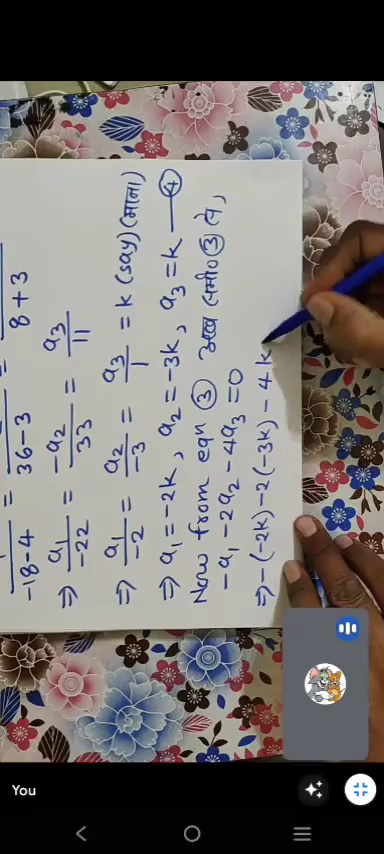 -18-4 = 36-3 = 8+3
⇒ a₁/-22 = -a₂/33 = a₃/11
⇒ a₁/-2 = a₂/-3 = a₃/1 = k (say) (माना)
⇒ a₁ = -2k, a₂ = -3k, a₃ = k — ④
Now from eqn ③ अब समी० ③ से,
-a₁ - 2a₂ - 4a₃ = 0
⇒ -(-2k) - 2(-3k) - 4k
You